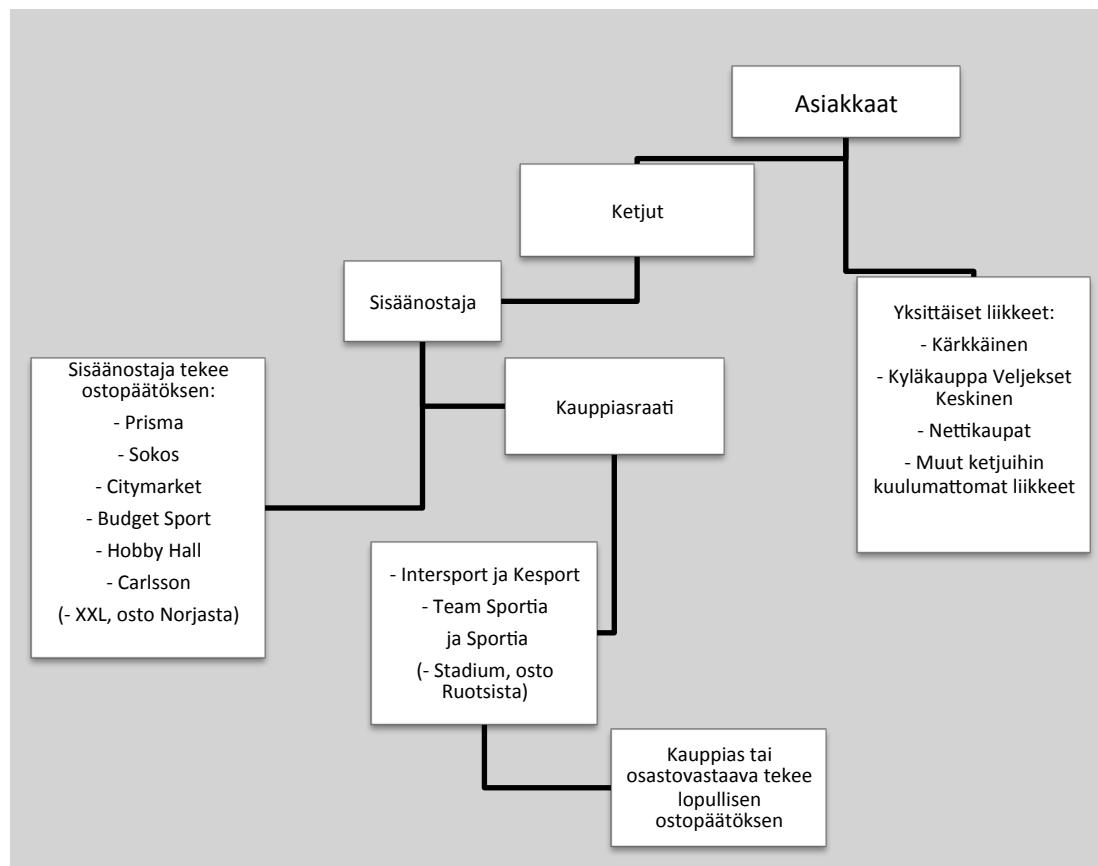 Asiakkaat
Ketjut
Sisäänostaja
Yksittäiset liikkeet:
- Kärkkäinen
- Kyläkauppa Veljekset
Keskinen
- Nettikaupat
- Muut ketjuihin
kuulumattomat liikkeet
Sisäänostaja tekee
ostopäätöksen:
- Prisma
- Sokos
- Citymarket
- Budget Sport
- Hobby Hall
- Carlsson
(- XXL, osto Norjasta)
Kauppiasraati
- Intersport ja Kesport
- Team Sportia
ja Sportia
(- Stadium, osto
Ruotsista)
Kauppias tai
osastovastaava tekee
lopullisen
ostopäätöksen